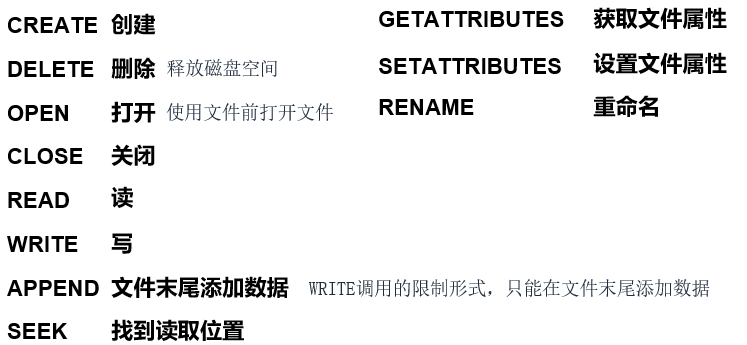 CREATE 创建
DELETE 删除 释放磁盘空间
OPEN 打开 使用文件前打开文件
CLOSE 关闭
READ 读
WRITE 写
APPEND 文件末尾添加数据 WRITE调用的限制形式，只能在文件末尾添加数据
SEEK 找到读取位置
GETATTRIBUTES 获取文件属性
SETATTRIBUTES 设置文件属性
RENAME 重命名